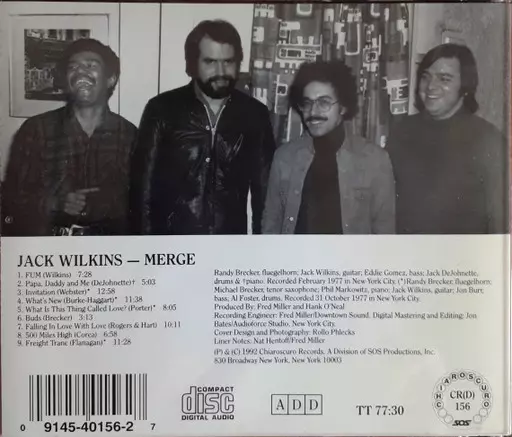 JACK WILKINS — MERGE
1. FUM (Wilkins) 7:28
2. Papa, Daddy and Me (DeJohnette)† 5:03
3. Invitation (Webster)* 12:58
4. What's New (Burke-Haggart)* 11:38
5. What Is This Thing Called Love? (Porter)* 8:05
6. Buds (Brecker) 3:13
7. Falling In Love With Love (Rogers & Hart) 10:11
8. 500 Miles High (Corea) 6:58
9. Freight Trane (Flanagan)* 11:28
Randy Brecker, fluegelhorn; Jack Wilkins, guitar; Eddie Gomez, bass; Jack DeJohnette,
drums & †piano. Recorded February 1977 in New York City. (*)Randy Brecker, fluegelhorn;
Michael Brecker, tenor saxophone; Phil Markowitz, piano; Jack Wilkins, guitar; Jon Burr,
bass; Al Foster, drums. Recorded 31 October 1977 in New York City.
Produced By: Fred Miller and Hank O'Neal
Recording Engineer: Fred Miller/Downtown Sound. Digital Mastering and Editing: Jon
Bates/Audioforce Studio, New York City.
Cover Design and Photography: Rollo Phlecks
Liner Notes: Nat Hentoff/Fred Miller
(P) & (C) 1992 Chiaroscuro Records, A Division of SOS Productions, Inc.
830 Broadway New York, New York 10003
0 9145-40156-2 7
COMPACT
disc
DIGITAL AUDIO
ADD
TT 77:30
CHIAROSCURO
CR(D)
156
SOS